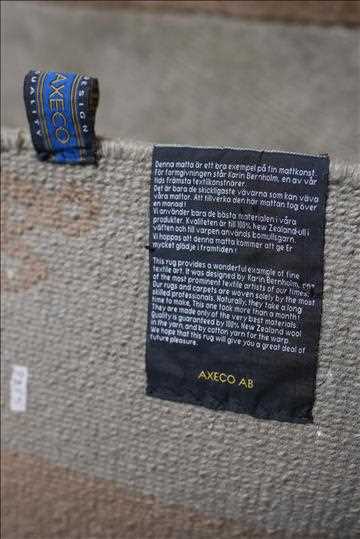 DESIGN
AXECO
QUALITY
Denna matta är ett bra exempel på fin mattkonst.
För formgivningen står Karin Bernholm, en av vår
tids främsta textilkonstnärer.
Det är bara de skickligaste vävarna som kan väva
våra mattor. Att tillverka den här mattan tog över
en månad!
Vi använder bara de bästa materialen i våra
produkter. Kvaliteten är till 100% new Zealand-ull i
väften och till varpen används bomullsgarn.
Vi hoppas att denna matta kommer att ge Er
mycket glädje i framtiden!
This rug provides a wonderful example of fine
textile art. It was designed by Karin Bernholm, one
of the most prominent textile artists of our times.
Our rugs and carpets are woven solely by the most
skilled professionals. Naturally, they take a long
time to make, This one took more than a month!
They are made only of the very best materials
Quality is guaranteed by 100% New Zealand wool
in the yarn, and by cotton yarn for the warp.
We hope that this rug will give you a great deal of
future pleasure.
AXECO AB